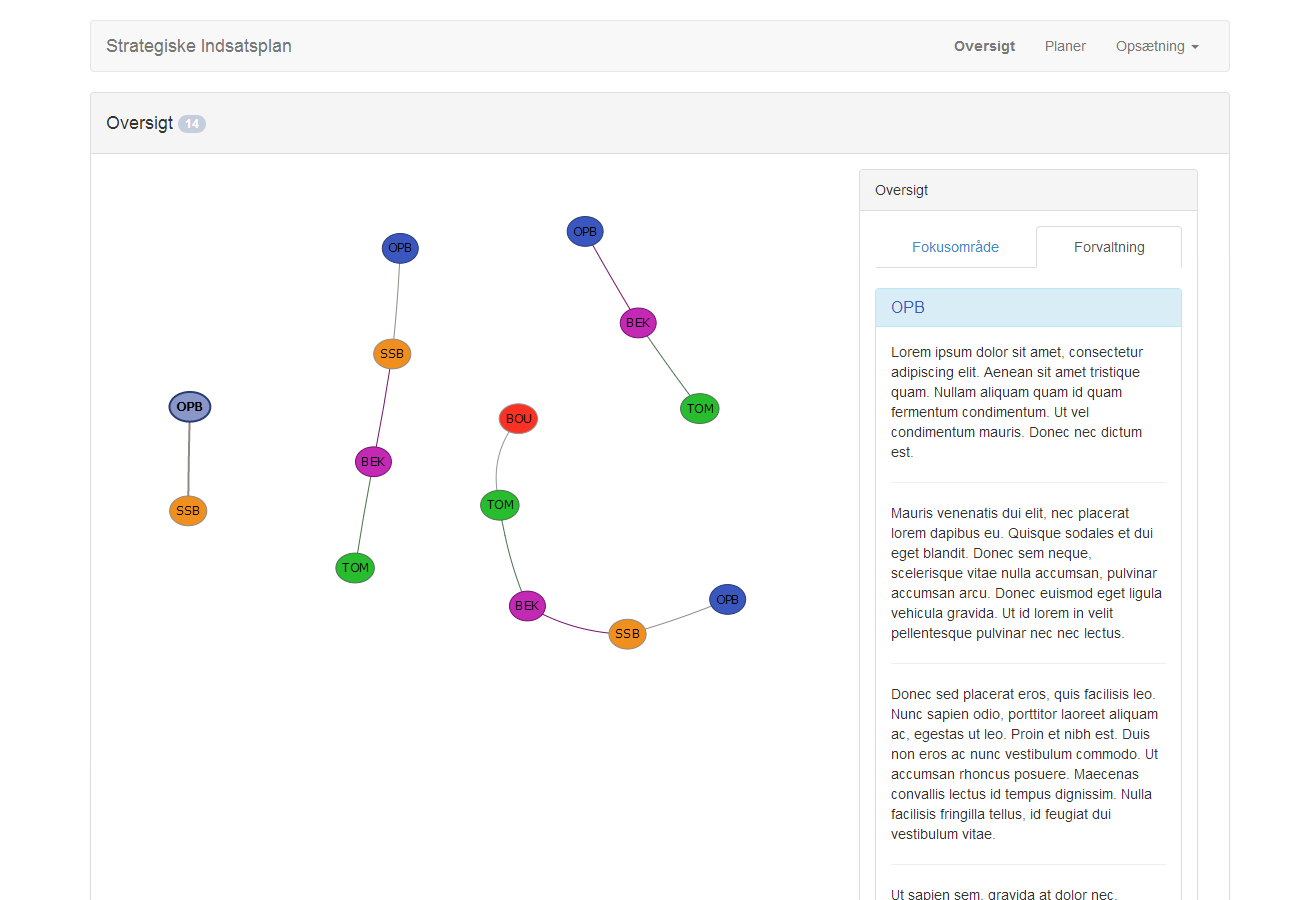 Strategiske Indsatsplan
Oversigt
Planer
Opsætning
Oversigt 14
OPB
SSB
OPB
SSB
BEK
TOM
OPB
BEK
TOM
BOU
TOM
BEK
SSB
OPB
Oversigt
Fokusområde
Forvaltning
OPB
Lorem ipsum dolor sit amet, consectetur
adipiscing elit. Aenean sit amet tristique
quam. Nullam aliquam quam id quam
fermentum condimentum. Ut vel
condimentum mauris. Donec nec dictum
est.
Mauris venenatis dui elit, nec placerat
lorem dapibus eu. Quisque sodales et dui
eget blandit. Donec sem neque,
scelerisque vitae nulla accumsan, pulvinar
accumsan arcu. Donec euismod eget ligula
vehicula gravida. Ut id lorem in velit
pellentesque pulvinar nec nec lectus.
Donec sed placerat eros, quis facilisis leo.
Nunc sapien odio, porttitor laoreet aliquam
ac, egestas ut leo. Proin et nibh est. Duis
non eros ac nunc vestibulum commodo. Ut
accumsan rhoncus posuere. Maecenas
convallis lectus id tempus dignissim. Nulla
facilisis fringilla tellus, id feugiat dui
vestibulum vitae.
Ut sapien sem, gravida at dolor nec,